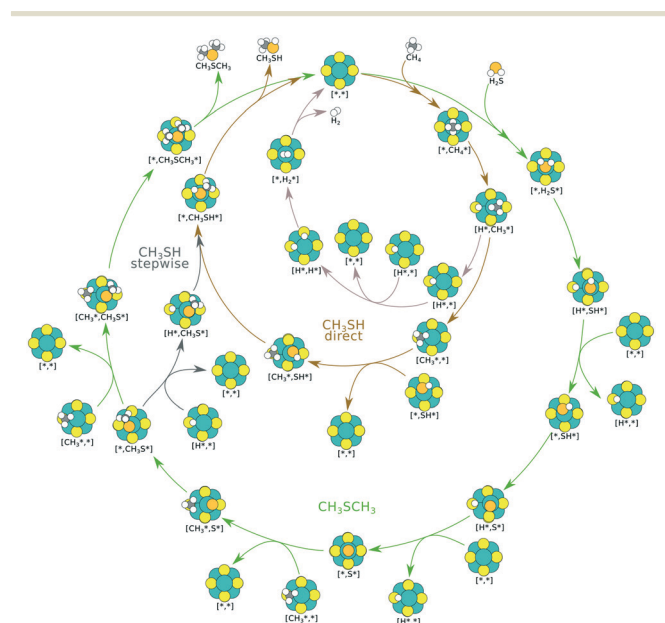 CH₃SCH₃
CH₃SH
CH₄
H₂S
[*,*]
H₂
[*,CH₄*]
[*,CH₃SCH₃*]
[*,H₂*]
[*,H₂S*]
[*,CH₃SH*]
[H*,CH₃*]
CH₃SH
stepwise
[H*,H*]
[*,*]
[H*,*]
[H*,*]
[CH₃*,CH₃S*]
[H*,CH₃S*]
CH₃SH
direct
[CH₃*,*]
[H*,SH*]
[*,*]
[CH₃*,SH*]
[*,*]
[*,*]
[*,SH*]
[H*,*]
[CH₃*,*]
[*,CH₃S*]
[H*,*]
[*,*]
[*,SH*]
CH₃SCH₃
[CH₃*,S*]
[H*,S*]
[*,S*]
[*,*]
[*,*]
[CH₃*,*]
[H*,*]